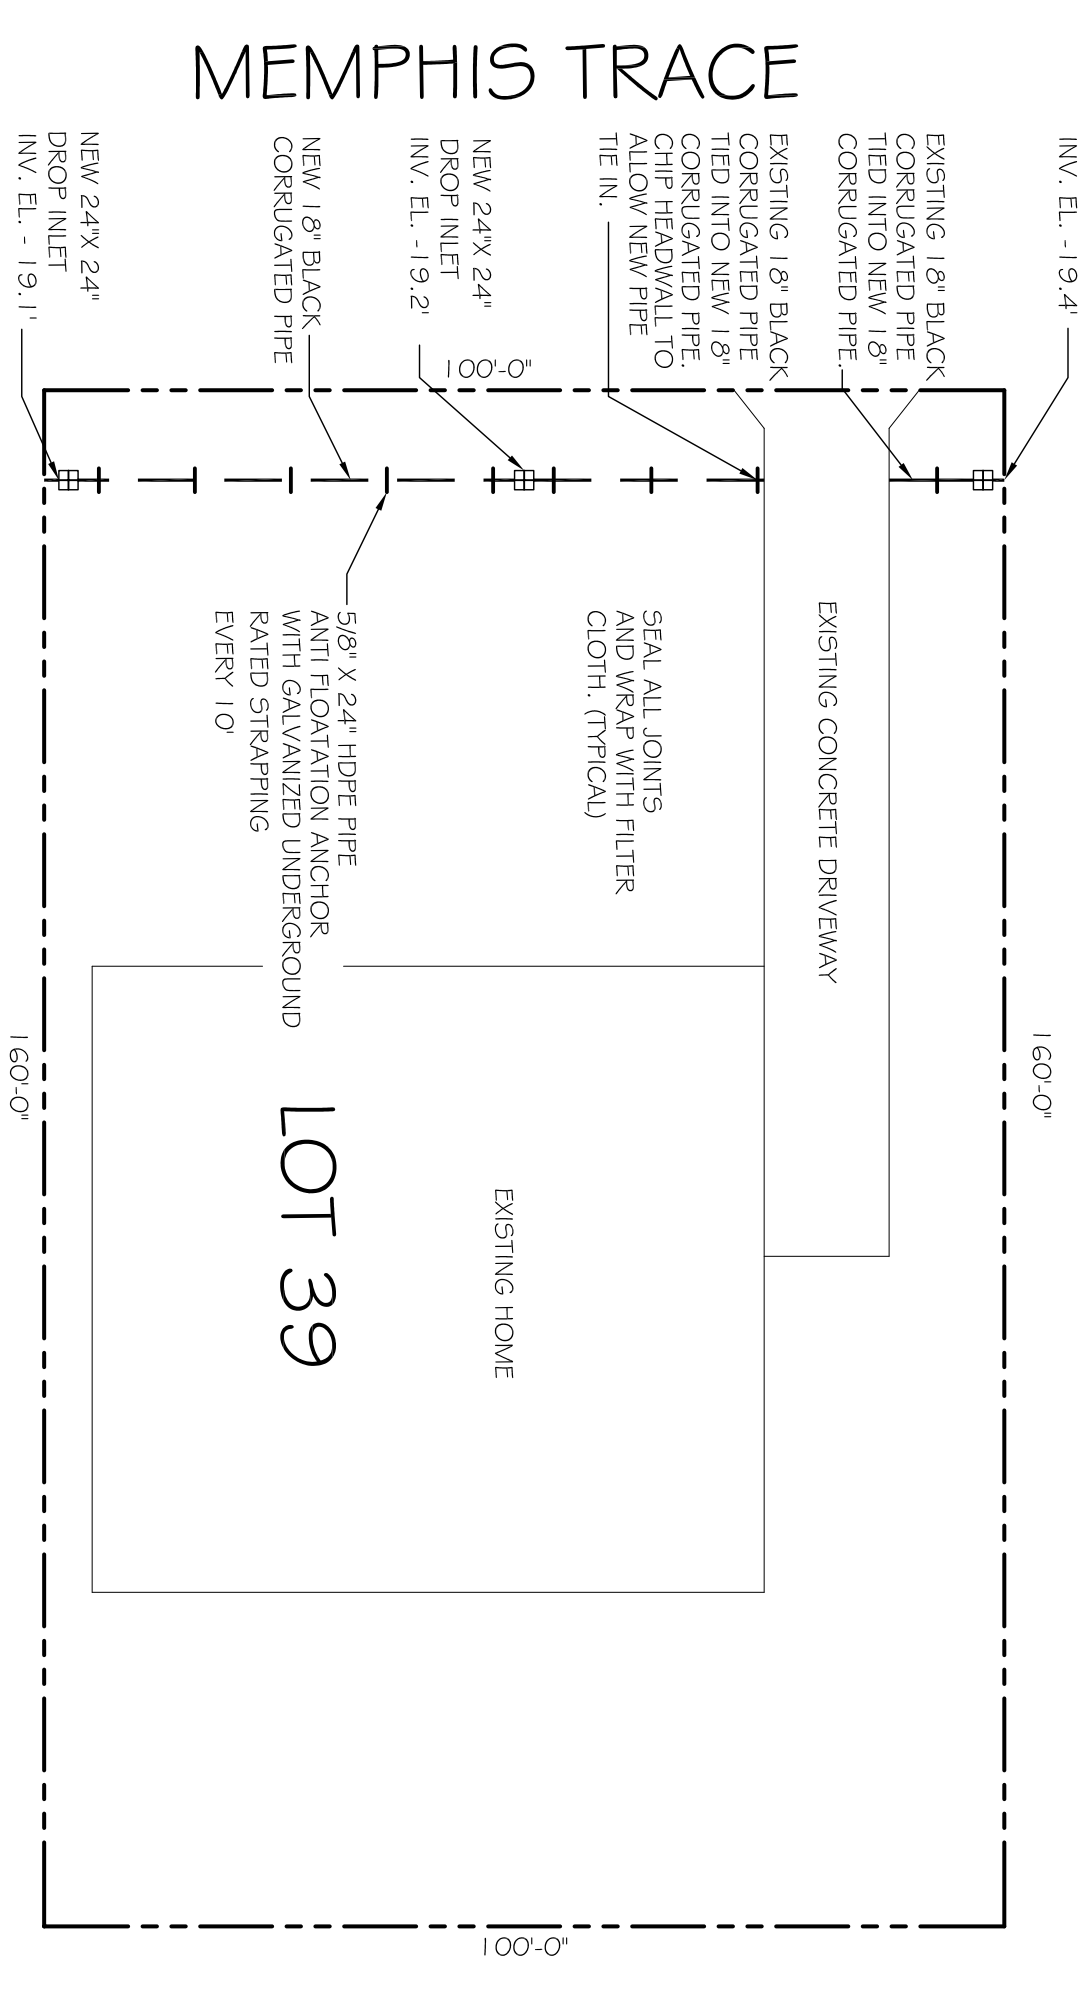 MEMPHIS TRACE
NEW 24"X 24"
DROP INLET
INV. EL. - 19.1'
NEW 18" BLACK
CORRUGATED PIPE
NEW 24"X 24"
DROP INLET
INV. EL. -19.2'
EXISTING 18" BLACK
CORRUGATED PIPE
TIED INTO NEW 18"
CORRUGATED PIPE.
CHIP HEADWALL TO
ALLOW NEW PIPE
TIE IN.
EXISTING 18" BLACK
CORRUGATED PIPE
TIED INTO NEW 18"
CORRUGATED PIPE.
INV. EL. -19.4'
100'-0"
5/8" X 24" HDPE PIPE
ANTI FLOATATION ANCHOR
WITH GALVANIZED UNDERGROUND
RATED STRAPPING
EVERY 10'
SEAL ALL JOINTS
AND WRAP WITH FILTER
CLOTH. (TYPICAL)
EXISTING CONCRETE DRIVEWAY
160'-0"
160'-0"
LOT 39
EXISTING HOME
100'-0"